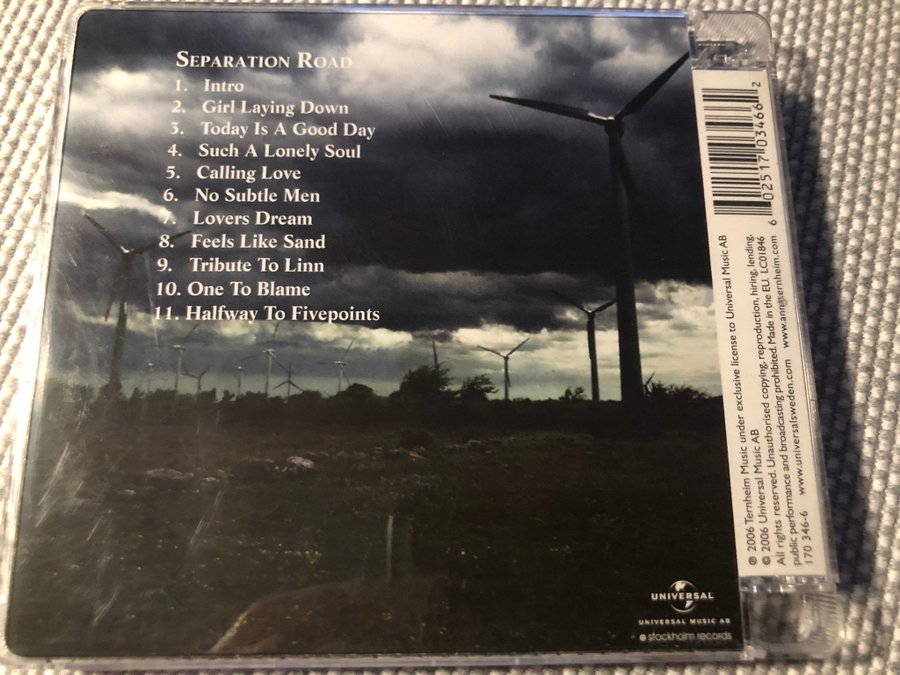 SEPARATION ROAD
1. Intro
2. Girl Laying Down
3. Today Is A Good Day
4. Such A Lonely Soul
5. Calling Love
6. No Subtle Men
7. Lovers Dream
8. Feels Like Sand
9. Tribute To Linn
10. One To Blame
11. Halfway To Fivepoints
UNIVERSAL
UNIVERSAL MUSIC AB
stockholm records
6 02517 03466 2
℗ 2006 Ternheim Music under exclusive license to Universal Music AB
© 2006 Universal Music AB
All rights reserved. Unauthorised copying, reproduction, hiring, lending,
public performance and broadcasting prohibited. Made in the EU. LC01846
170 346-6 www.universalsweden.com www.annaternheim.com